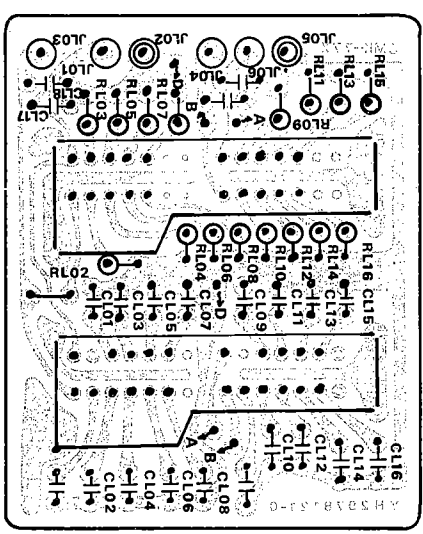 JL03
JL02
JL05
JL01
CL18
CL17
RL03
RL05
RL07
D
B
JL04
JL06
A
RL09
RL11
RL13
RL15
RL02
RL04
RL06
RL08
RL10
RL12
RL14
RL16
CL01
CL03
CL05
CL07
D
CL09
CL11
CL13
CL15
A
B
CL02
CL04
CL06
CL08
CL10
CL12
CL14
CL16